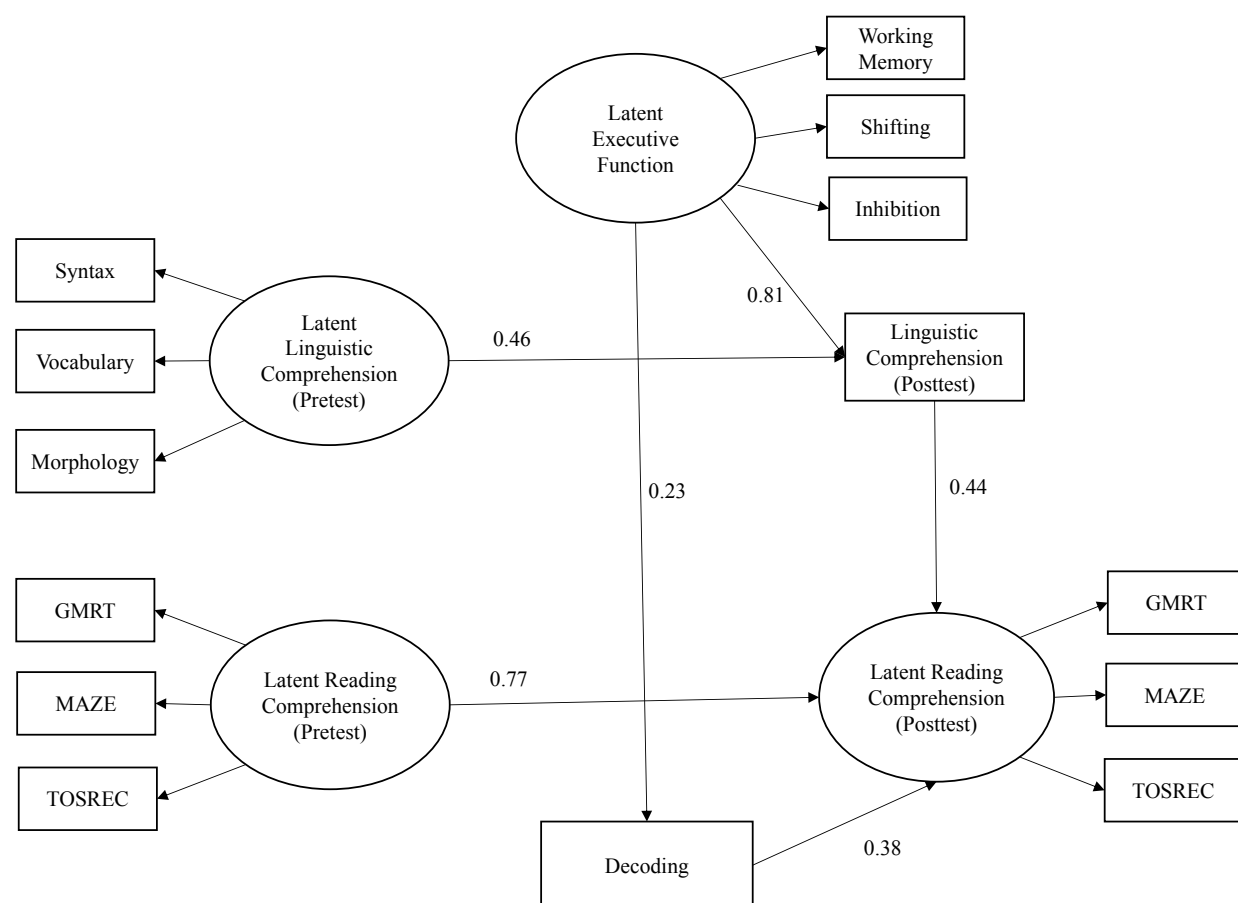 Working
Memory
Latent
Executive
Function
Shifting
Inhibition
Syntax
Vocabulary
Morphology
Latent
Linguistic
Comprehension
(Pretest)
0.46
0.81
Linguistic
Comprehension
(Posttest)
0.23
0.44
GMRT
MAZE
TOSREC
Latent Reading
Comprehension
(Pretest)
0.77
Latent Reading
Comprehension
(Posttest)
GMRT
MAZE
TOSREC
Decoding
0.38